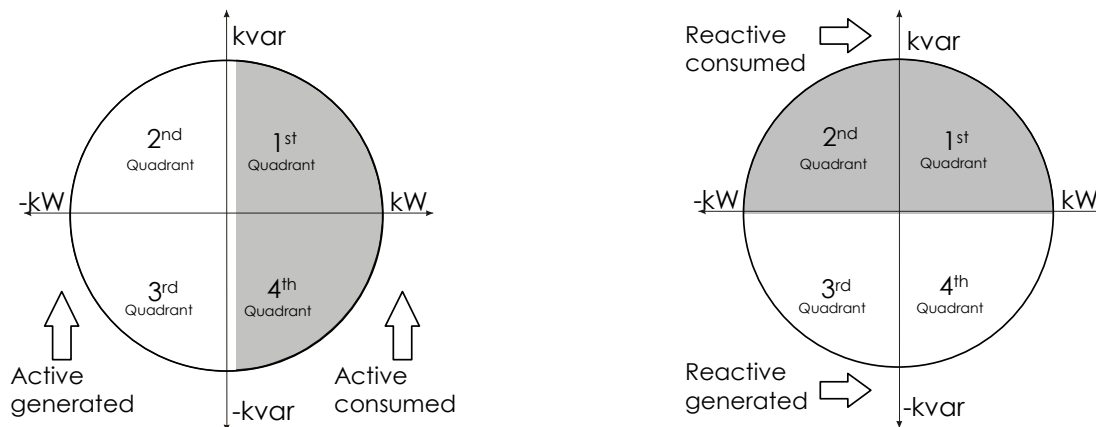 kvar
2nd
Quadrant
1st
Quadrant
-kW
kW
3rd
Quadrant
4th
Quadrant
Active
generated
Active
consumed
-kvar
Reactive
consumed
kvar
2nd
Quadrant
1st
Quadrant
-kW
kW
3rd
Quadrant
4th
Quadrant
Reactive
generated
-kvar